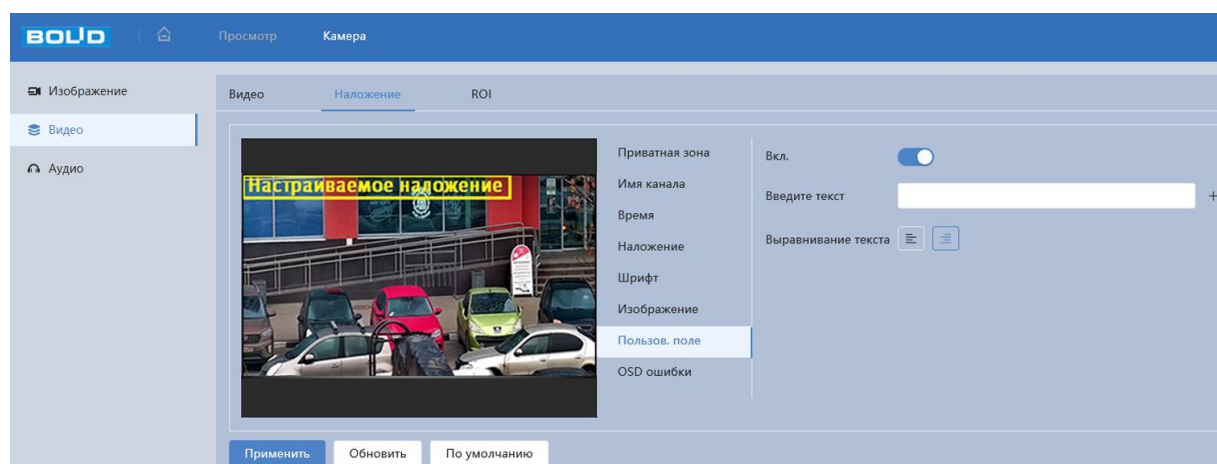 BOLID
Просмотр
Камера
Изображение
Видео
Аудио
Видео
Наложение
ROI
Настраиваемое наложение
Приватная зона
Имя канала
Время
Наложение
Шрифт
Изображение
Пользов. поле
OSD ошибки
Вкл.
Введите текст
+
Выравнивание текста
Применить
Обновить
По умолчанию